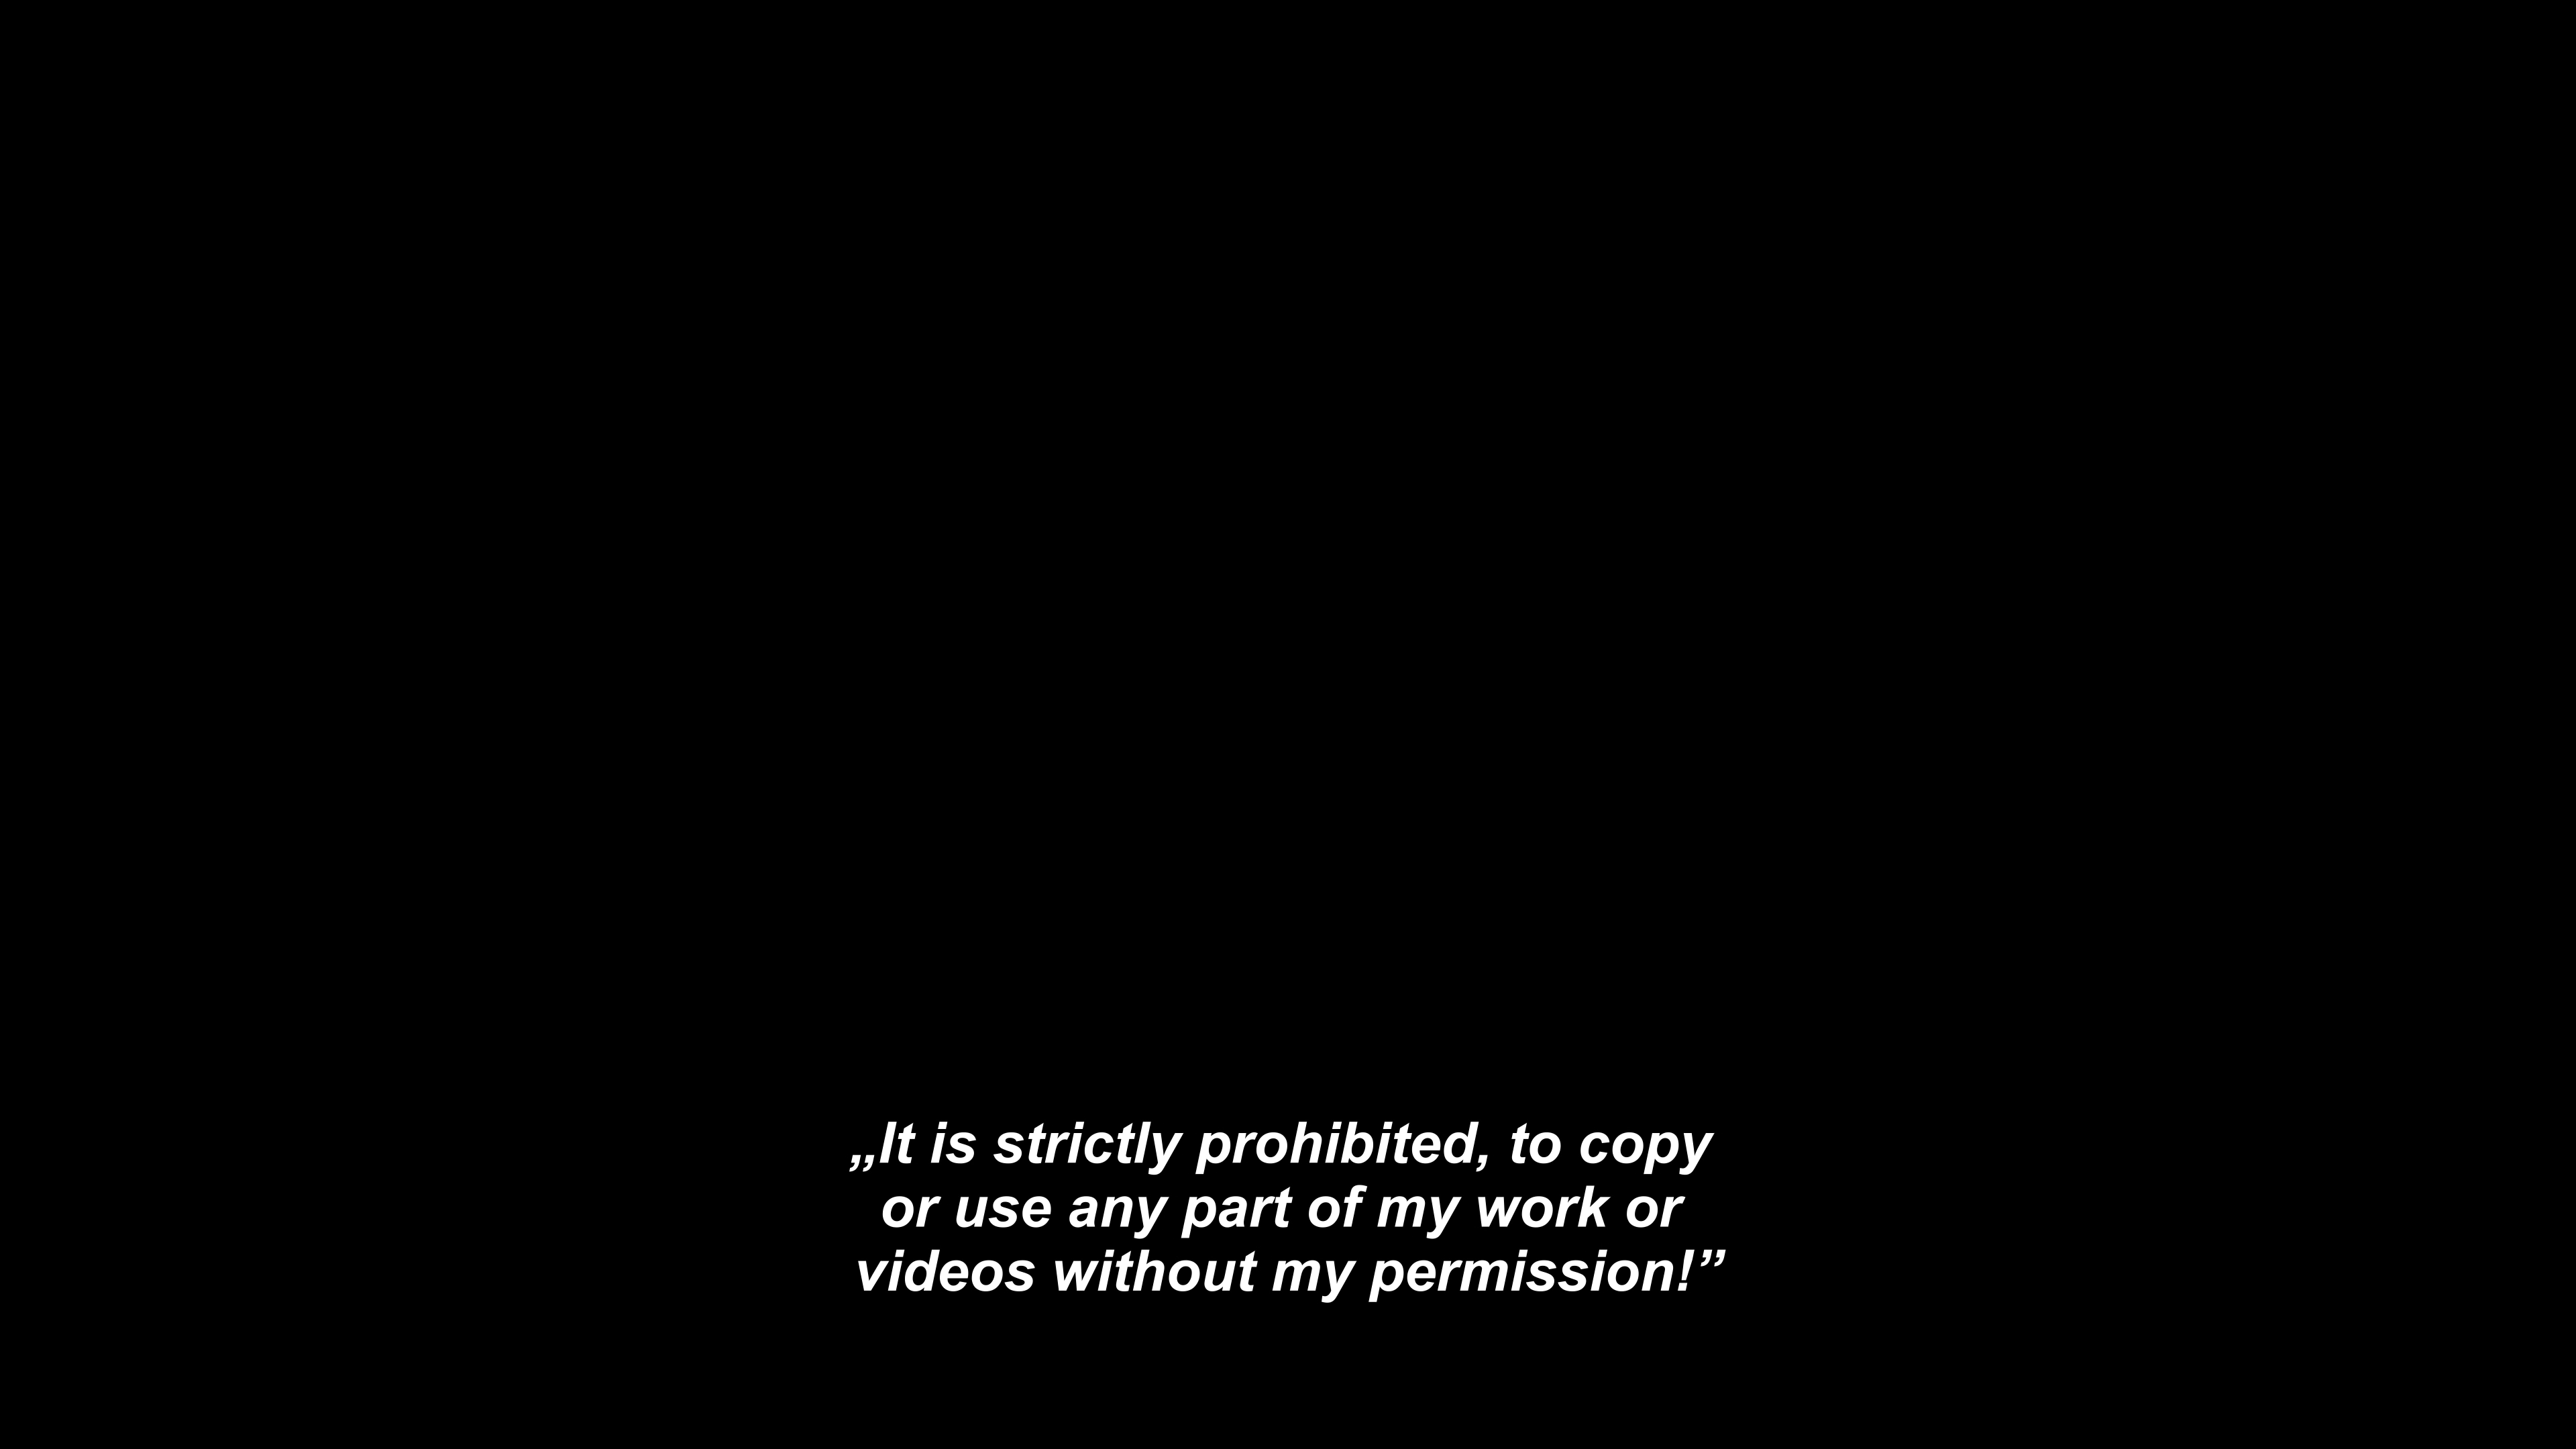 „It is strictly prohibited, to copy
or use any part of my work or
videos without my permission!”